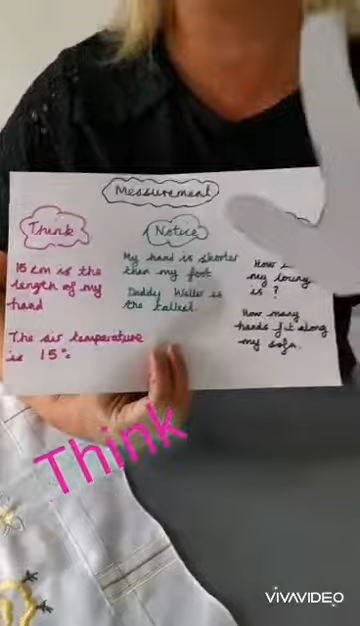 Measurement
Think
15 cm is the
length of my
hand
The air temperature
is 15°c
Notice
My hand is shorter
than my foot
Daddy Waller is
the tallest.
How
my
is ?
How many
hands fit along
my sofa.
Think
VIVAVIDEO